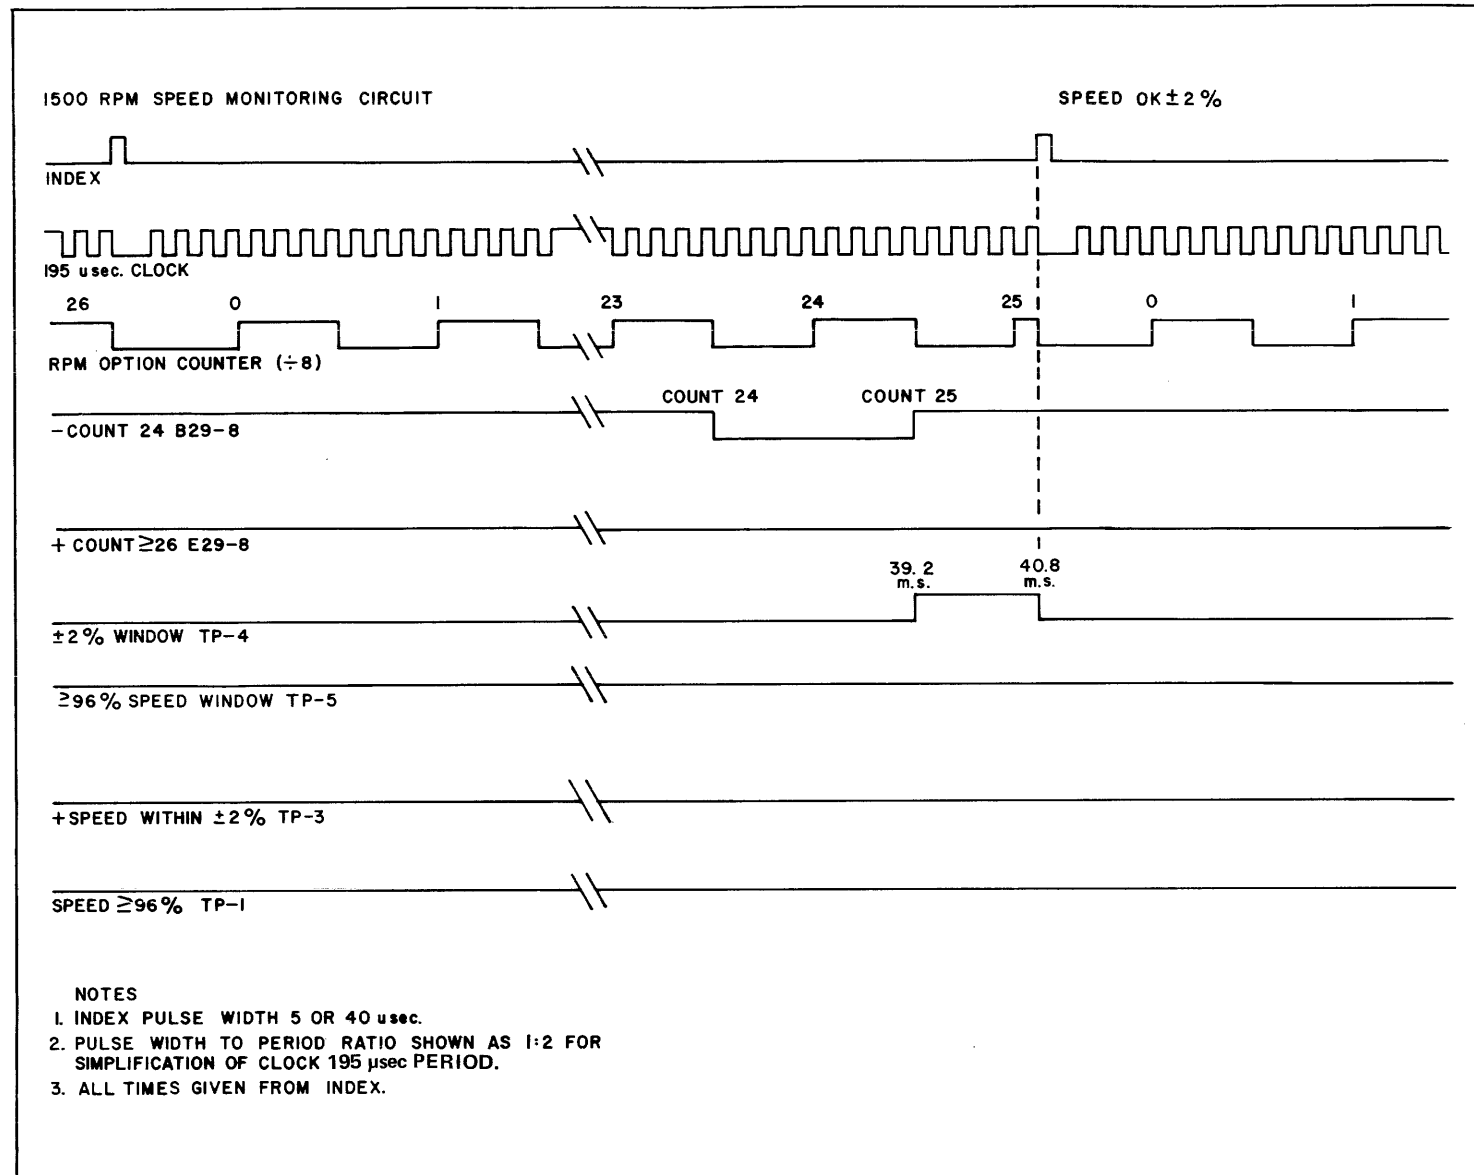 1500 RPM SPEED MONITORING CIRCUIT
SPEED OK ± 2%
INDEX
195 usec. CLOCK
26 0 1 23 24 25 0 1
RPM OPTION COUNTER (÷8)
COUNT 24 COUNT 25
-COUNT 24 B29-8
+ COUNT ≥26 E29-8
39.2 m.s.
40.8 m.s.
±2% WINDOW TP-4
≥96% SPEED WINDOW TP-5
+SPEED WITHIN ±2% TP-3
SPEED ≥96% TP-1
NOTES
1. INDEX PULSE WIDTH 5 OR 40 usec.
2. PULSE WIDTH TO PERIOD RATIO SHOWN AS 1:2 FOR
SIMPLIFICATION OF CLOCK 195 µsec PERIOD.
3. ALL TIMES GIVEN FROM INDEX.